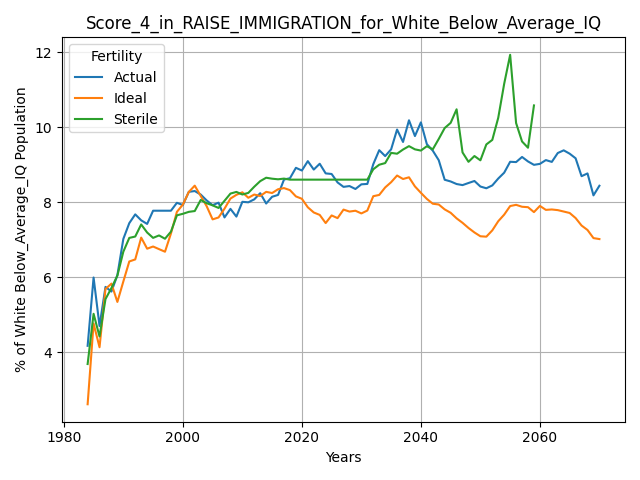 Score_4_in_RAISE_IMMIGRATION_for_White_Below_Average_IQ
Fertility
Actual
Ideal
Sterile
% of White Below_Average_IQ Population
12
10
8
6
4
1980 2000 2020 2040 2060
Years